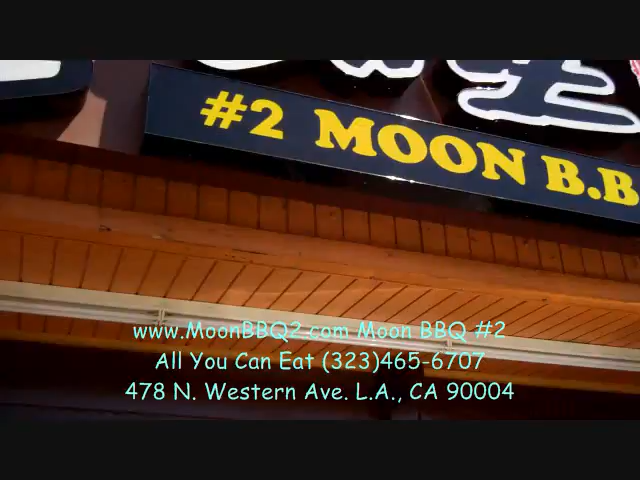 #2 MOON B.B
www.MoonBBQ2.com Moon BBQ #2
All You Can Eat (323)465-6707
478 N. Western Ave. L.A., CA 90004